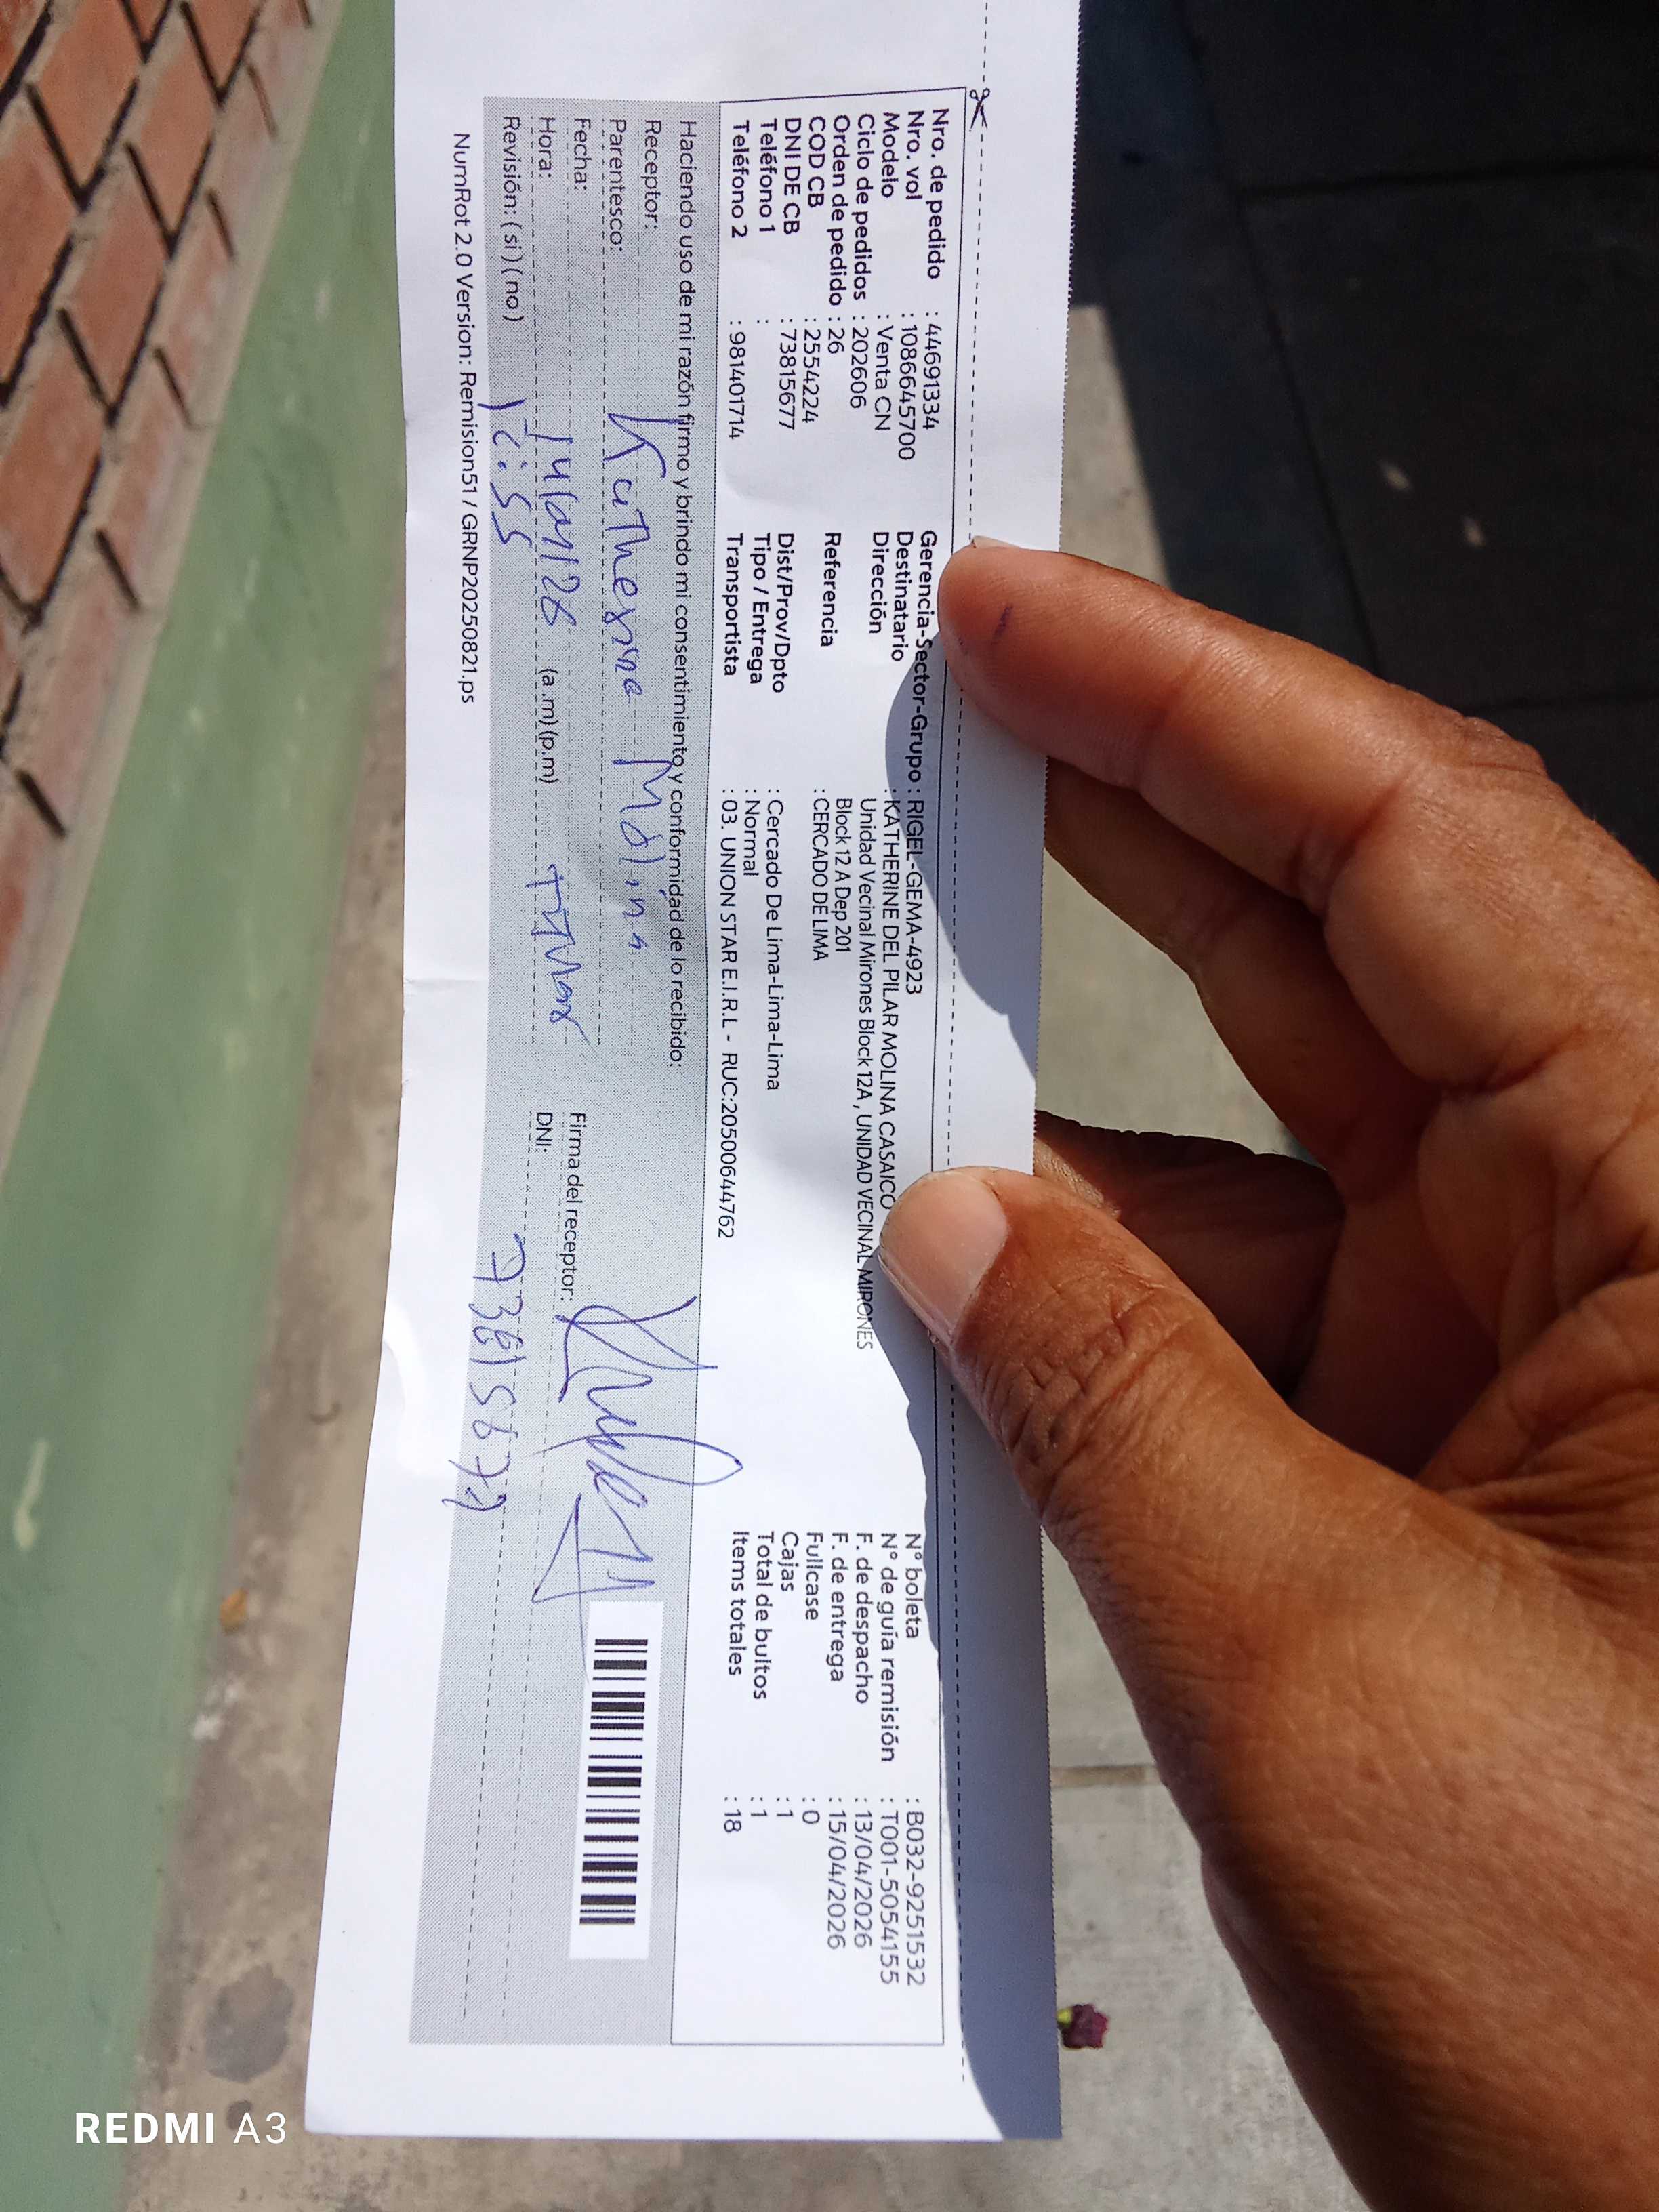 Nro. de pedido : 44691334
Nro. vol : 1086645700
Modelo : Venta CN
Ciclo de pedidos : 202606
Orden de pedido : 26
COD CB : 2554224
DNI DE CB : 73815677
Teléfono 1 :
Teléfono 2 : 981401714
Gerencia-Sector-Grupo : RIGEL-GEMA-4923
Destinatario : KATHERINE DEL PILAR MOLINA CASAICO
Dirección Unidad Vecinal Mirones Block 12A , UNIDAD VECINAL MIRONES
Block 12 A Dep 201
Referencia : CERCADO DE LIMA
Dist/Prov/Dpto : Cercado De Lima-Lima-Lima
Tipo / Entrega : Normal
Transportista : 03. UNION STAR E.I.R.L - RUC:20500644762
N° boleta : B032-9251532
N° de guía remisión : T001-5054155
F. de despacho : 13/04/2026
F. de entrega : 15/04/2026
Fullcase : 0
Cajas : 1
Total de bultos : 1
Items totales : 18
Haciendo uso de mi razón firmo y brindo mi consentimiento y conformidad de lo recibido:
Receptor: Katherine Molina
Parentesco:
Fecha: 14/04/26
Hora: 12:55 (a.m) (p.m)
Revisión: ( si ) ( no )
Firma del receptor:
DNI: 73815677
NumRot 2.0 Version: Remision51 / GRNP20250821.ps
REDMI A3